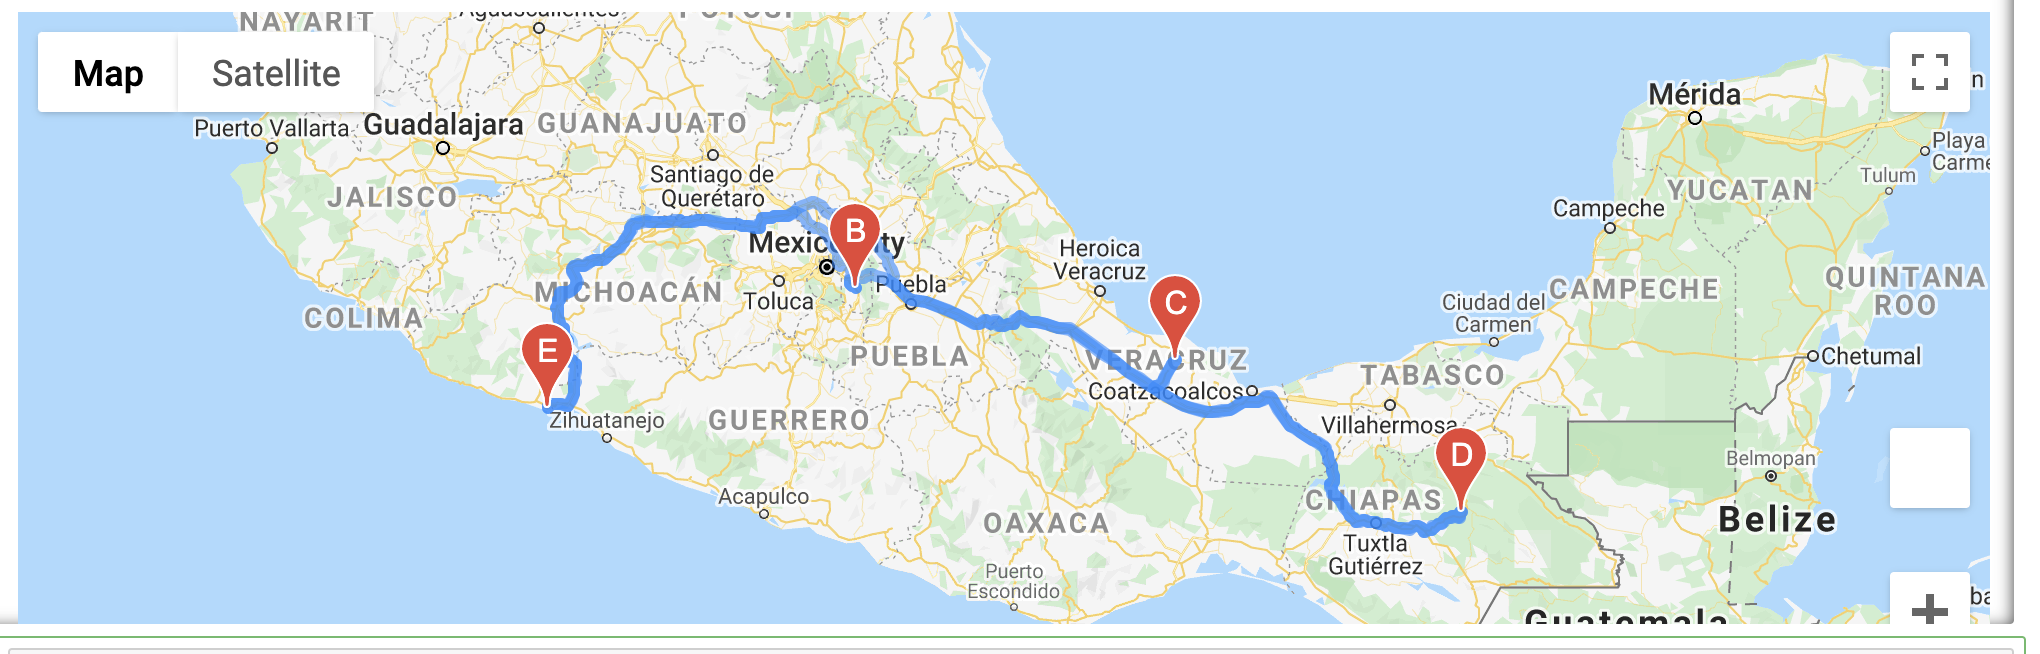 NAYARIT
Aguascalientes
POTOSÍ
Map
Satellite
Mérida
Puerto Vallarta
Guadalajara
GUANAJUATO
Playa
Carme
Santiago de
Querétaro
JALISCO
YUCATAN
Tulum
Campeche
B
Mexico City
Heroica
Veracruz
MICHOACÁN
Toluca
Puebla
C
Ciudad del
Carmen
CAMPECHE
QUINTANA
ROO
COLIMA
E
PUEBLA
VERACRUZ
Coatzacoalcos
TABASCO
Chetumal
Zihuatanejo
GUERRERO
Villahermosa
D
Belmopan
Acapulco
OAXACA
CHIAPAS
Belize
Tuxtla
Gutiérrez
Puerto
Escondido
Guatemala